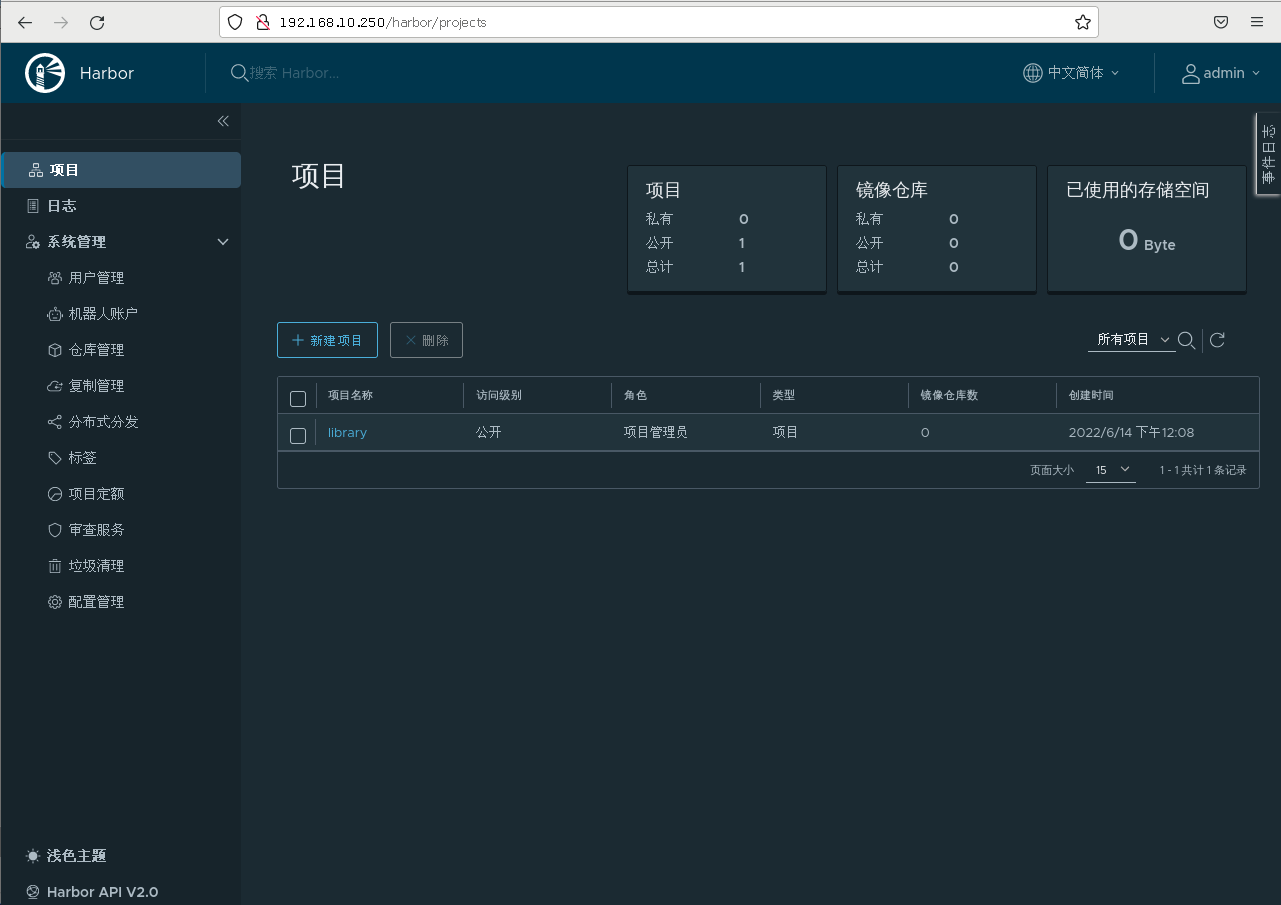 192.168.10.250/harbor/projects
Harbor
搜索 Harbor...
中文简体
admin
事件日志
项目
日志
系统管理
用户管理
机器人账户
仓库管理
复制管理
分布式分发
标签
项目定额
审查服务
垃圾清理
配置管理
浅色主题
Harbor API V2.0
项目
项目
私有 0
公开 1
总计 1
镜像仓库
私有 0
公开 0
总计 0
已使用的存储空间
0 Byte
新建项目
删除
所有项目
项目名称 访问级别 角色 类型 镜像仓库数 创建时间
library 公开 项目管理员 项目 0 2022/6/14 下午12:08
页面大小 15 1 - 1 共计 1 条记录